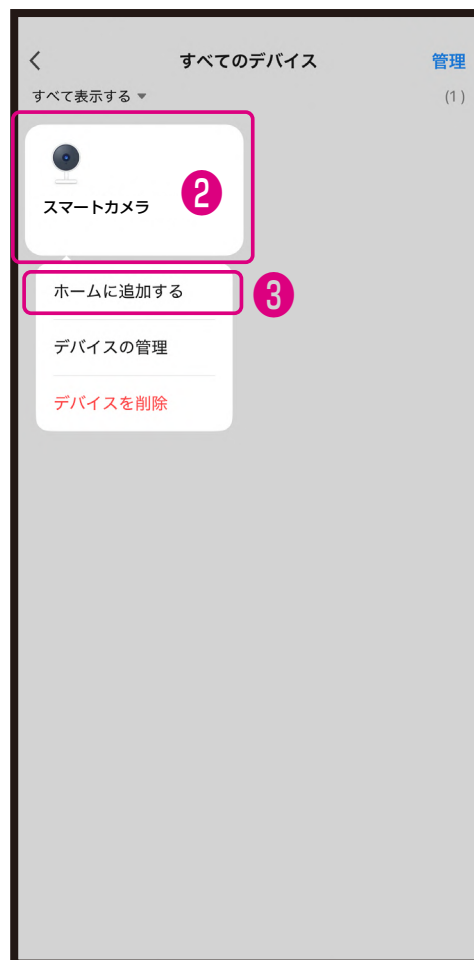 すべてのデバイス 管理
すべて表示する ▼ (1)
スマートカメラ 2
ホームに追加する 3
デバイスの管理
デバイスを削除